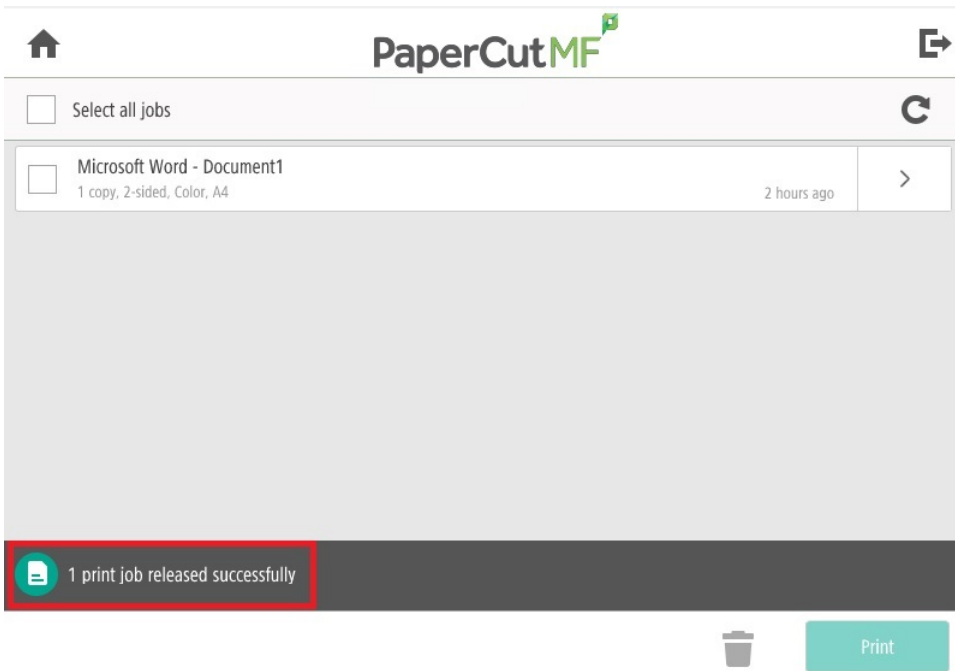 PaperCutMF
Select all jobs
Microsoft Word - Document1
1 copy, 2-sided, Color, A4
2 hours ago
1 print job released successfully
Print